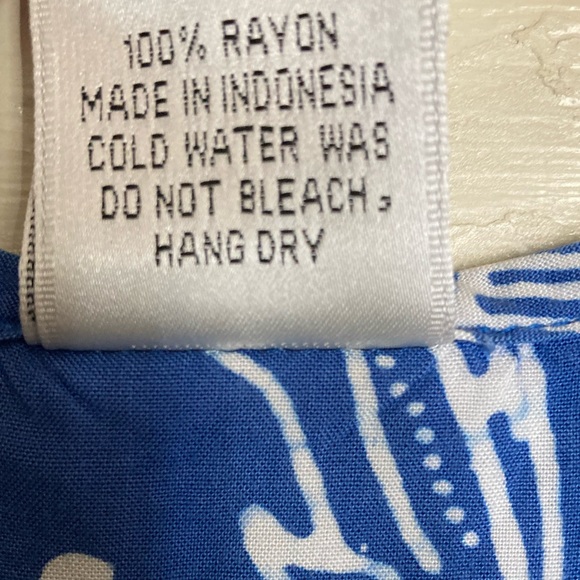 100% RAYON
MADE IN INDONESIA
COLD WATER WAS
DO NOT BLEACH,
HANG DRY